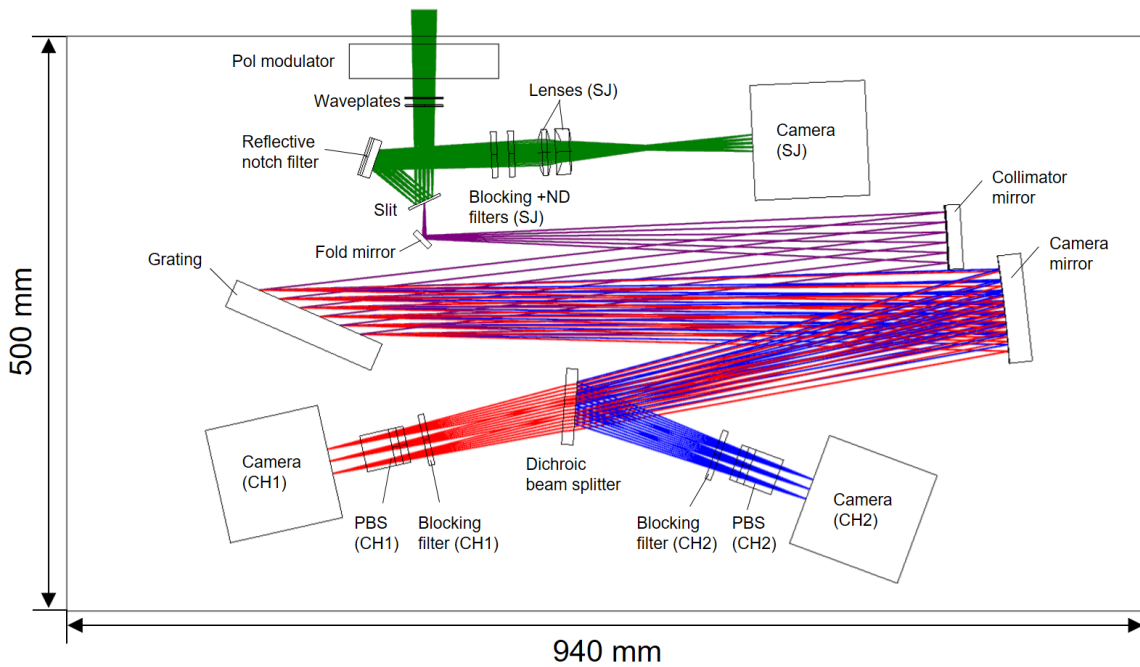 Pol modulator
Waveplates
Lenses (SJ)
Reflective
notch filter
Camera
(SJ)
Slit
Blocking +ND
filters (SJ)
Collimator
mirror
Fold mirror
Grating
Camera
mirror
500 mm
Camera
(CH1)
Dichroic
beam splitter
Camera
(CH2)
PBS
(CH1)
Blocking
filter (CH1)
Blocking
filter (CH2)
PBS
(CH2)
940 mm